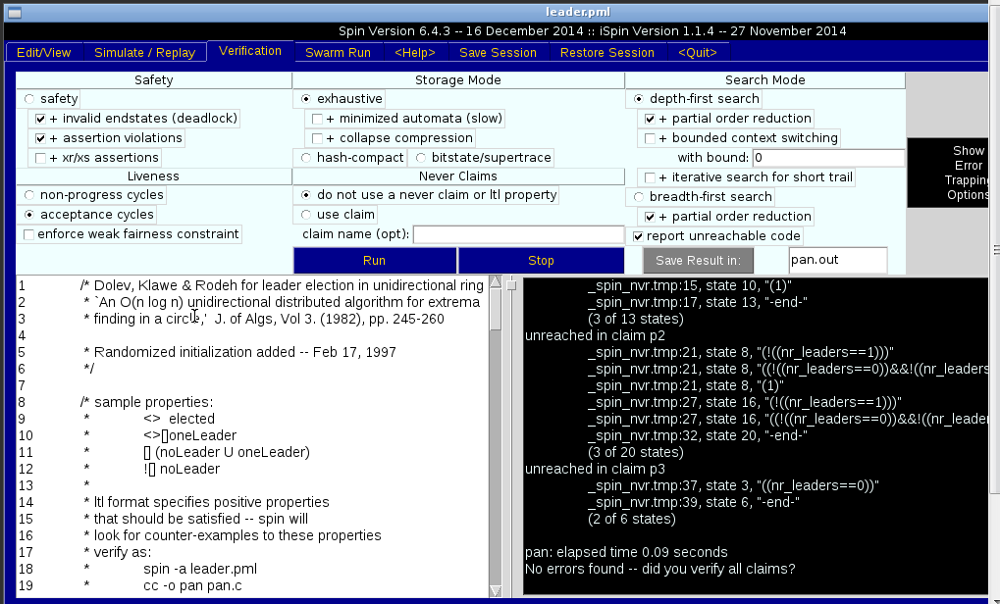 leader.pml
Spin Version 6.4.3 -- 16 December 2014 :: iSpin Version 1.1.4 -- 27 November 2014
Edit/View Simulate / Replay Verification Swarm Run <Help> Save Session Restore Session <Quit>
Safety
safety
+ invalid endstates (deadlock)
+ assertion violations
+ xr/xs assertions
Liveness
non-progress cycles
acceptance cycles
enforce weak fairness constraint
Storage Mode
exhaustive
+ minimized automata (slow)
+ collapse compression
hash-compact bitstate/supertrace
Never Claims
do not use a never claim or ltl property
use claim
claim name (opt):
Search Mode
depth-first search
+ partial order reduction
+ bounded context switching
with bound: 0
+ iterative search for short trail
breadth-first search
+ partial order reduction
report unreachable code
Show
Error
Trapping
Options
Run Stop Save Result in: pan.out
1 /* Dolev, Klawe & Rodeh for leader election in unidirectional ring
2 * `An O(n log n) unidirectional distributed algorithm for extrema
3 * finding in a circle,' J. of Algs, Vol 3. (1982), pp. 245-260
4
5 * Randomized initialization added -- Feb 17, 1997
6 */
7
8 /* sample properties:
9 * <> elected
10 * <>[]oneLeader
11 * [] (noLeader U oneLeader)
12 * ![] noLeader
13 *
14 * ltl format specifies positive properties
15 * that should be satisfied -- spin will
16 * look for counter-examples to these properties
17 * verify as:
18 * spin -a leader.pml
19 * cc -o pan pan.c
_spin_nvr.tmp:15, state 10, "(1)"
_spin_nvr.tmp:17, state 13, "-end-"
(3 of 13 states)
unreached in claim p2
_spin_nvr.tmp:21, state 8, "(!((nr_leaders==1)))"
_spin_nvr.tmp:21, state 8, "((!((nr_leaders==0))&&!((nr_leaders
_spin_nvr.tmp:21, state 8, "(1)"
_spin_nvr.tmp:27, state 16, "(!((nr_leaders==1)))"
_spin_nvr.tmp:27, state 16, "((!((nr_leaders==0))&&!((nr_leader
_spin_nvr.tmp:32, state 20, "-end-"
(3 of 20 states)
unreached in claim p3
_spin_nvr.tmp:37, state 3, "((nr_leaders==0))"
_spin_nvr.tmp:39, state 6, "-end-"
(2 of 6 states)
pan: elapsed time 0.09 seconds
No errors found -- did you verify all claims?